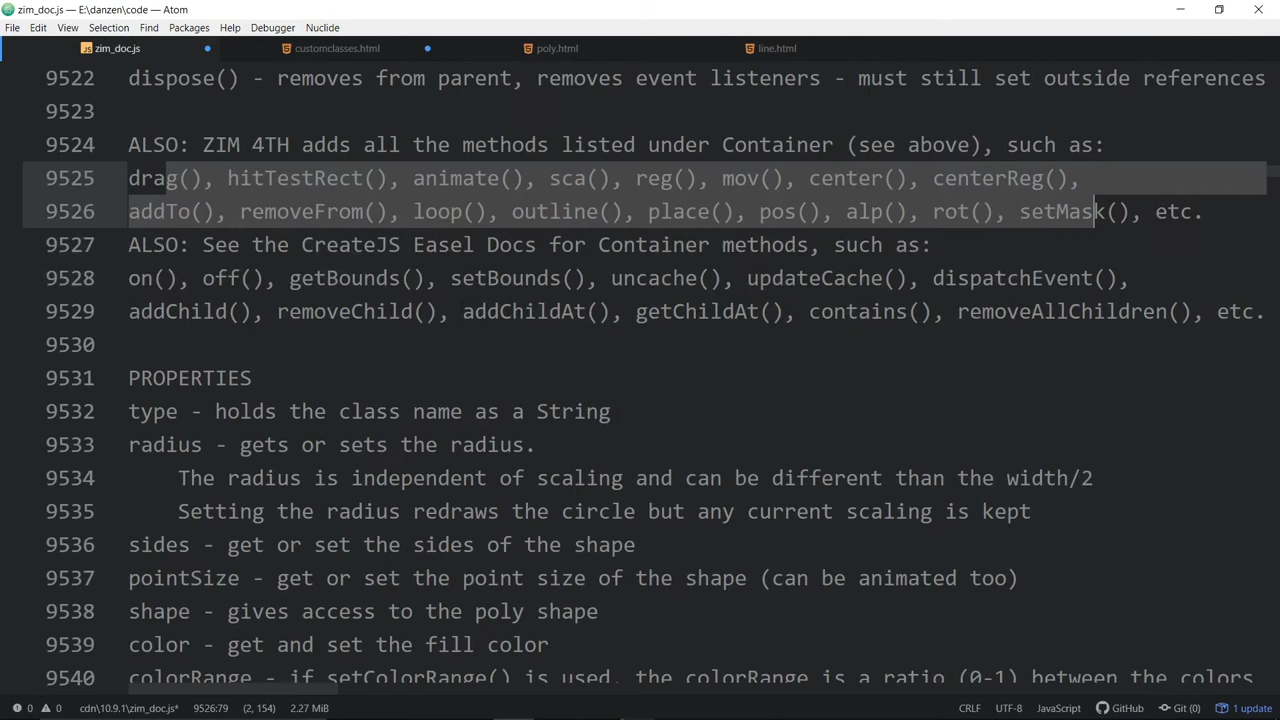 zim_doc.js — E:\danzen\code — Atom
File Edit View Selection Find Packages Help Debugger Nuclide
zim_doc.js customclasses.html poly.html line.html
9522 dispose() - removes from parent, removes event listeners - must still set outside references
9523
9524 ALSO: ZIM 4TH adds all the methods listed under Container (see above), such as:
9525 drag(), hitTestRect(), animate(), sca(), reg(), mov(), center(), centerReg(),
9526 addTo(), removeFrom(), loop(), outline(), place(), pos(), alp(), rot(), setMask(), etc.
9527 ALSO: See the CreateJS Easel Docs for Container methods, such as:
9528 on(), off(), getBounds(), setBounds(), uncache(), updateCache(), dispatchEvent(),
9529 addChild(), removeChild(), addChildAt(), getChildAt(), contains(), removeAllChildren(), etc.
9530
9531 PROPERTIES
9532 type - holds the class name as a String
9533 radius - gets or sets the radius.
9534 The radius is independent of scaling and can be different than the width/2
9535 Setting the radius redraws the circle but any current scaling is kept
9536 sides - get or set the sides of the shape
9537 pointSize - get or set the point size of the shape (can be animated too)
9538 shape - gives access to the poly shape
9539 color - get and set the fill color
9540 colorRange - if setColorRange() is used, the colorRange is a ratio (0-1) between the colors
0 0 cdn\10.9.1\zim_doc.js* 9526:79 (2, 154) 2.27 MiB CRLF UTF-8 JavaScript GitHub Git (0) 1 update